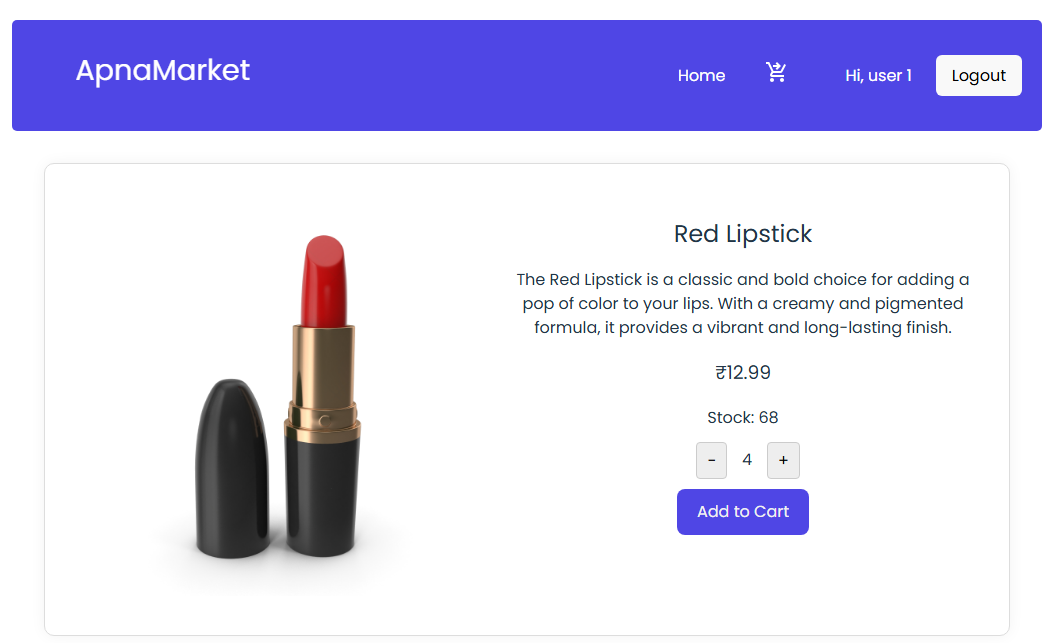 ApnaMarket
Home
Hi, user 1
Logout
Red Lipstick
The Red Lipstick is a classic and bold choice for adding a
pop of color to your lips. With a creamy and pigmented
formula, it provides a vibrant and long-lasting finish.
₹12.99
Stock: 68
- 4 +
Add to Cart